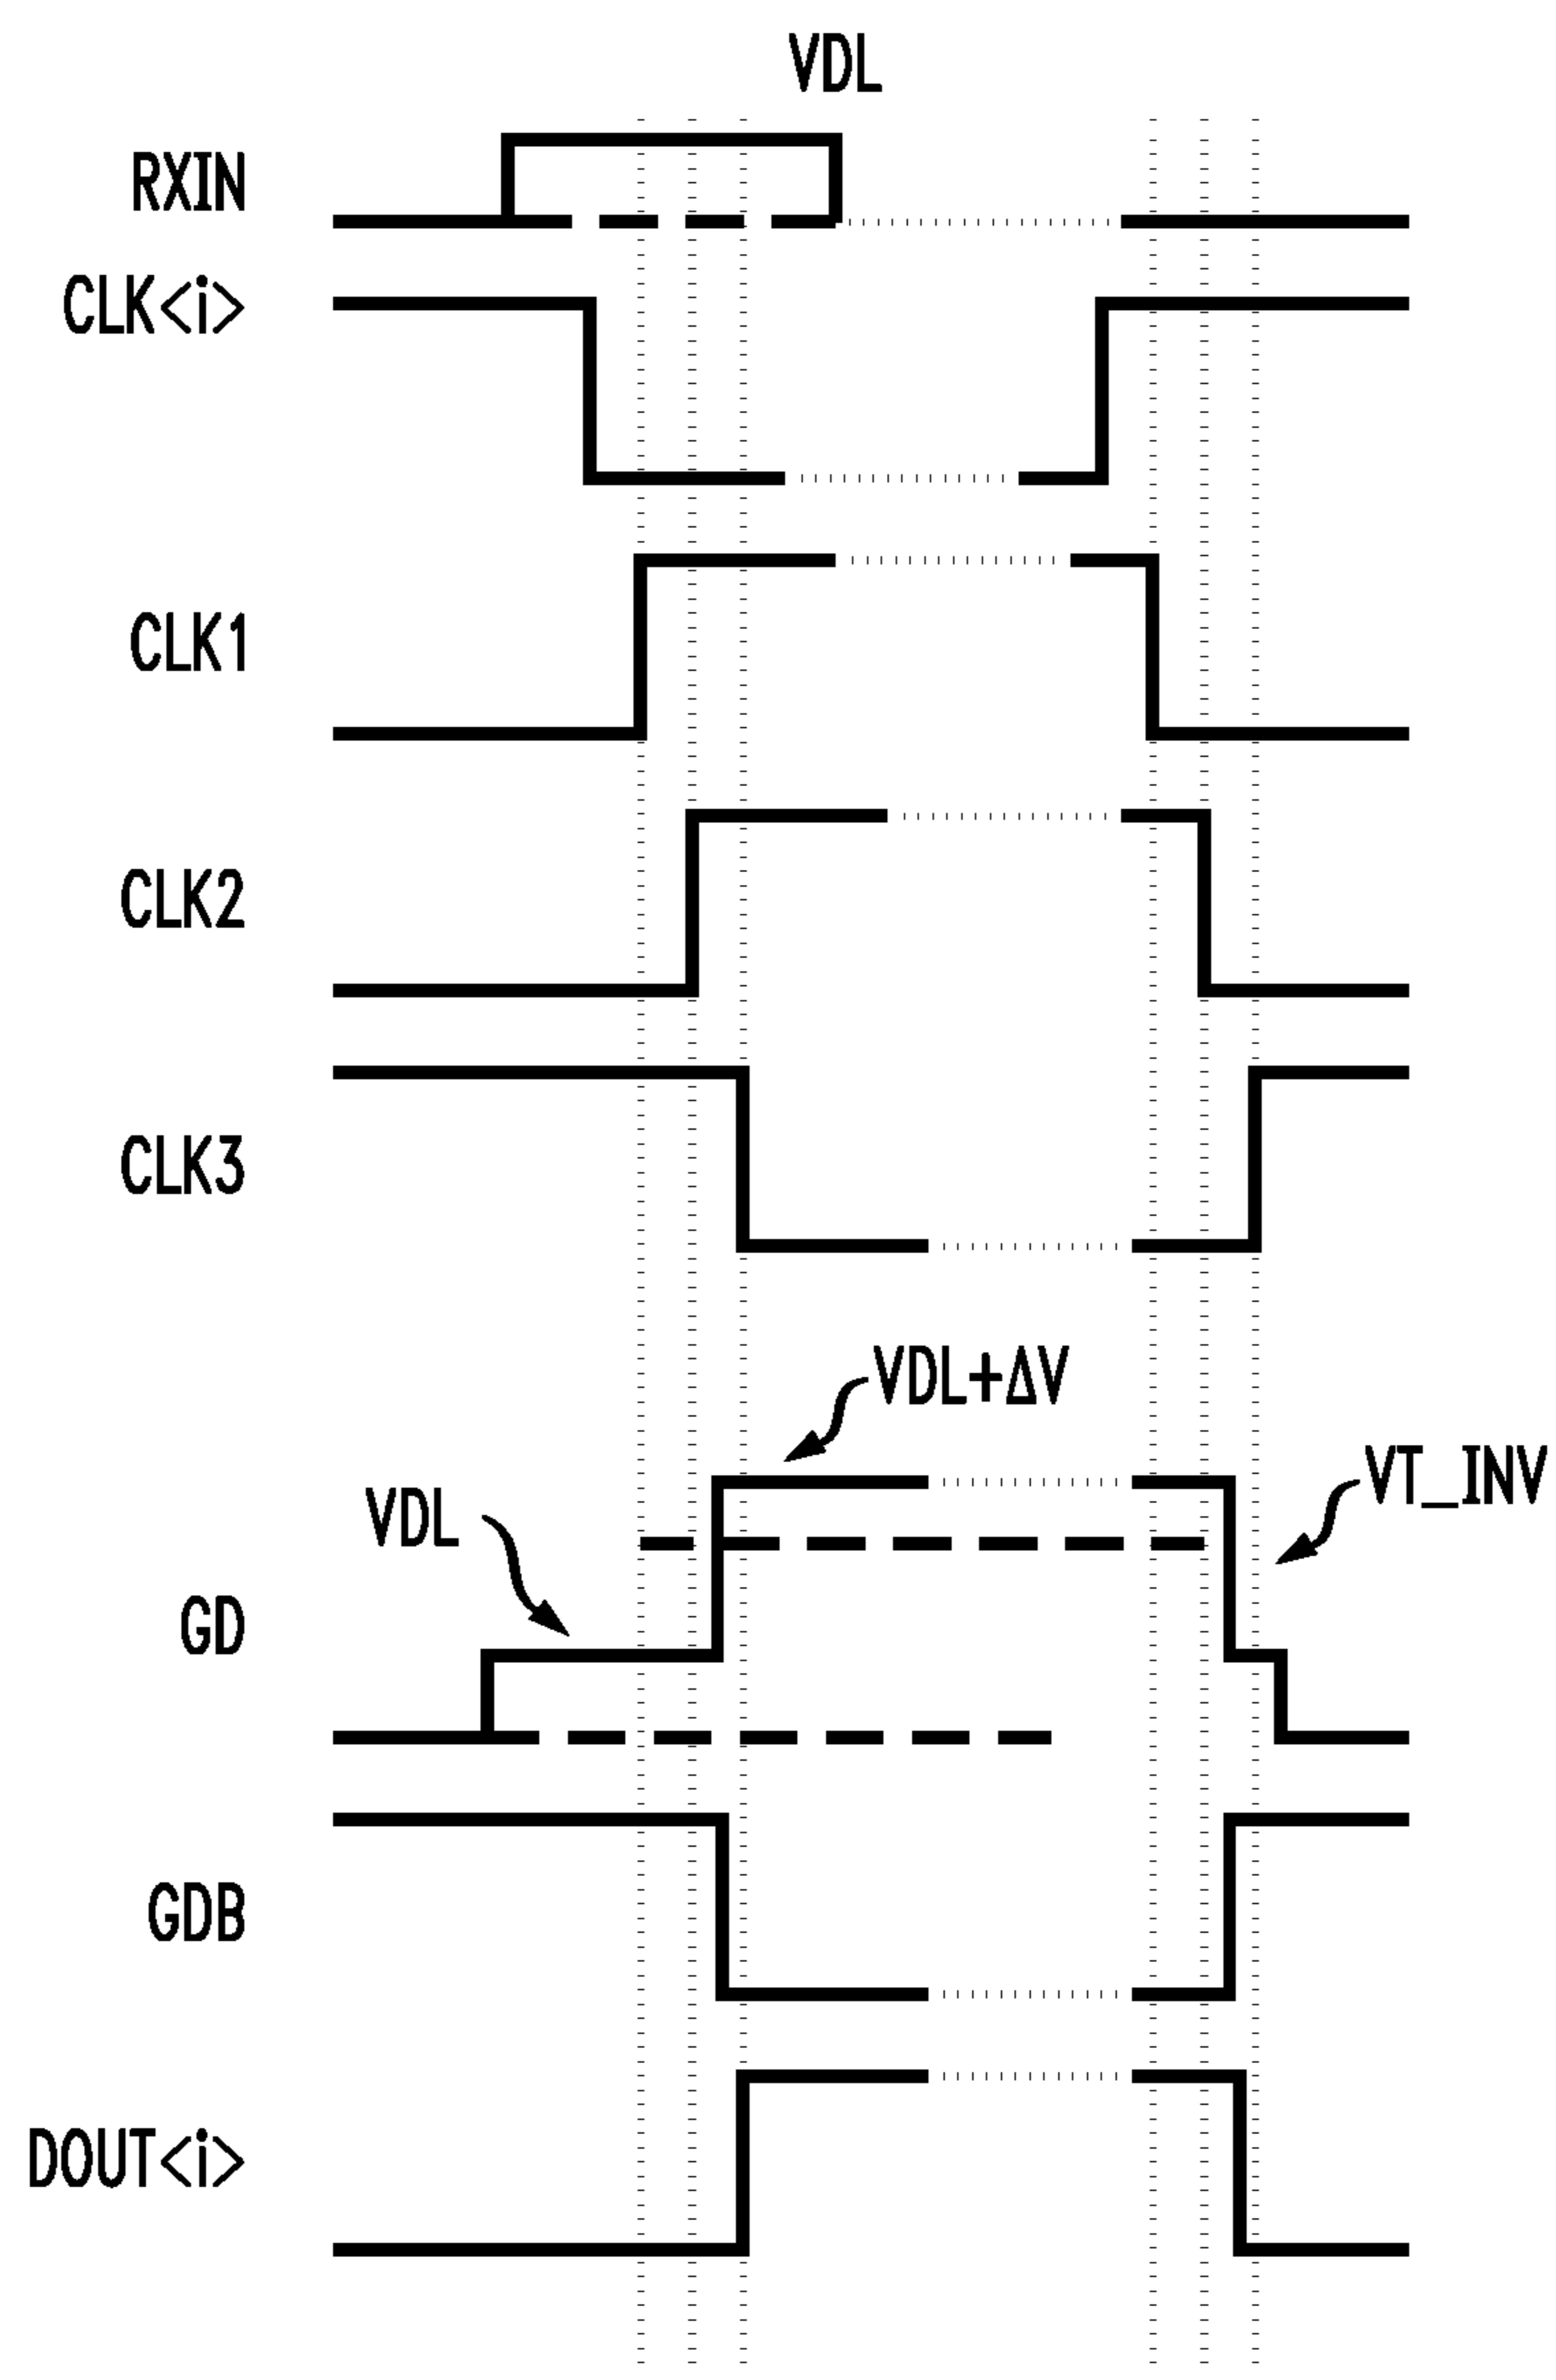 VDL
RXIN
CLK<i>
CLK1
CLK2
CLK3
VDL+ΔV
VT_INV
VDL
GD
GDB
DOUT<i>